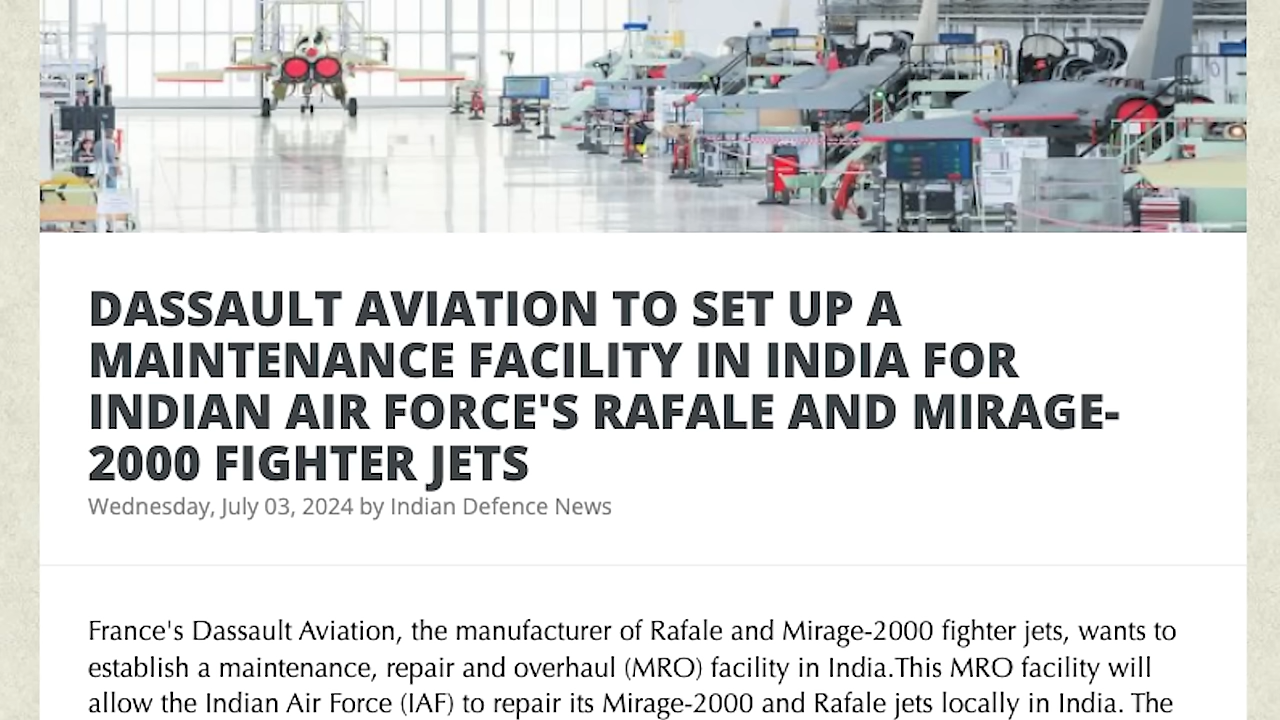 DASSAULT AVIATION TO SET UP A
MAINTENANCE FACILITY IN INDIA FOR
INDIAN AIR FORCE'S RAFALE AND MIRAGE-
2000 FIGHTER JETS
Wednesday, July 03, 2024 by Indian Defence News
France's Dassault Aviation, the manufacturer of Rafale and Mirage-2000 fighter jets, wants to
establish a maintenance, repair and overhaul (MRO) facility in India.This MRO facility will
allow the Indian Air Force (IAF) to repair its Mirage-2000 and Rafale jets locally in India. The